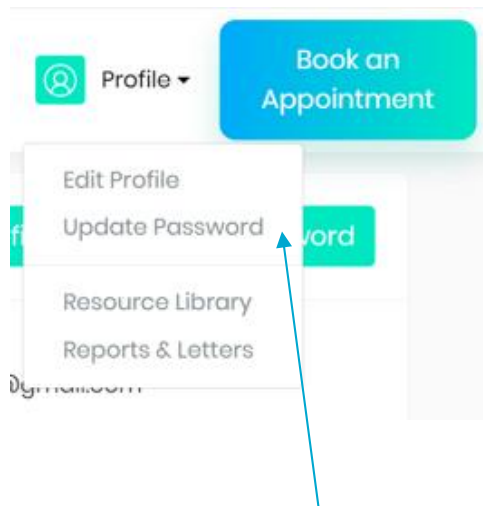 Profile
Book an
Appointment
Edit Profile
Update Password
Resource Library
Reports & Letters